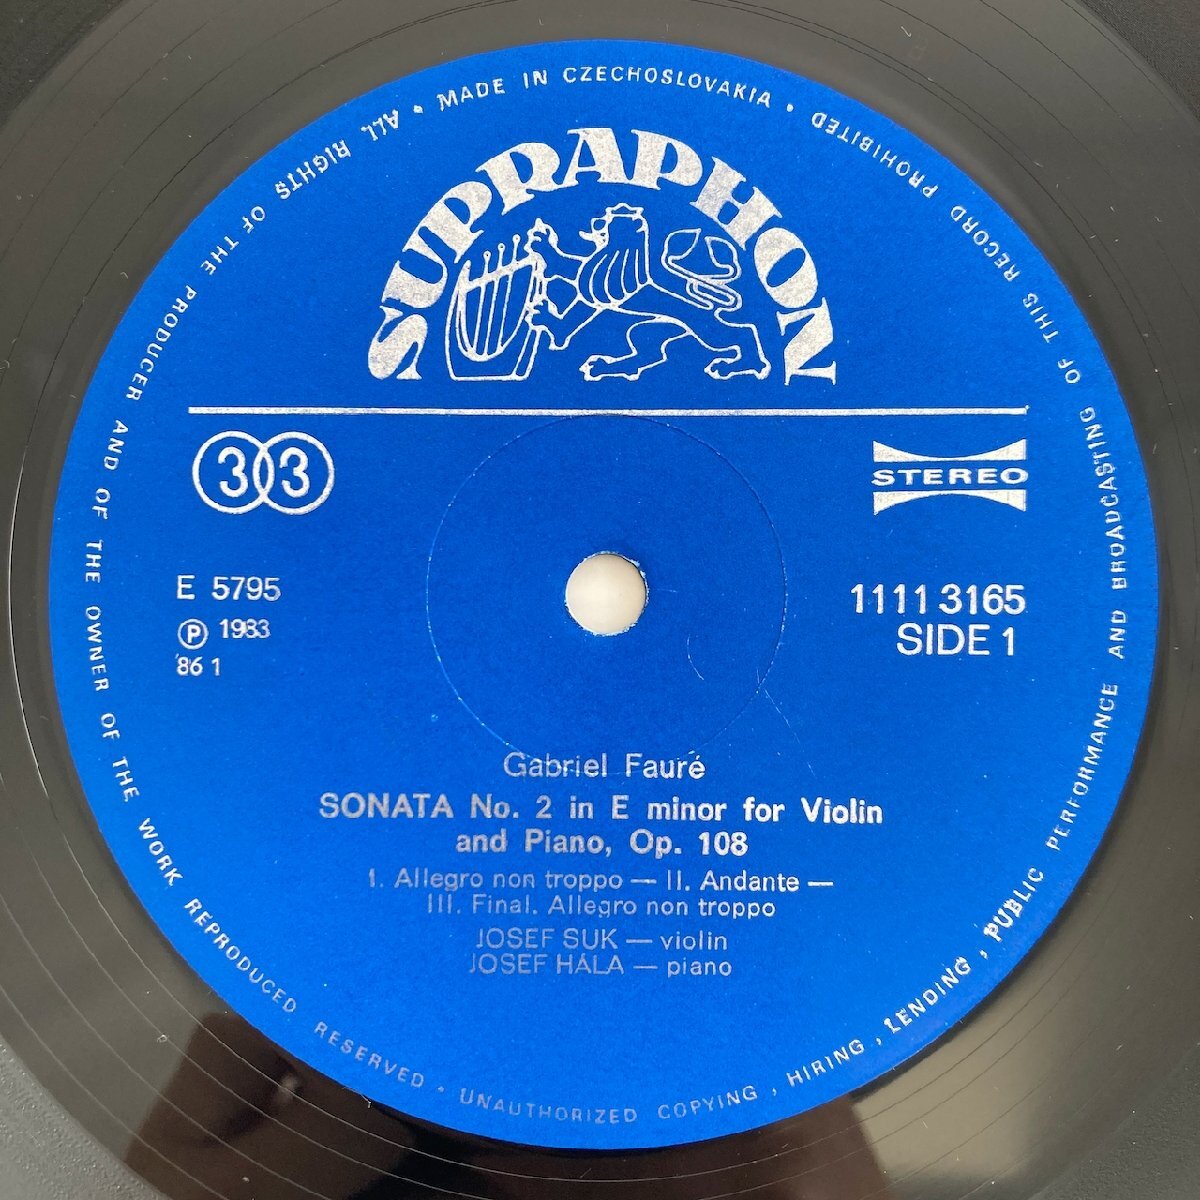 MADE IN CZECHOSLOVAKIA • ALL RIGHTS OF THE PRODUCER AND OF THE OWNER OF THE WORK REPRODUCED RESERVED • UNAUTHORIZED COPYING, HIRING, LENDING, PUBLIC PERFORMANCE AND BROADCASTING OF THIS RECORD PROHIBITED •
SUPRAPHON
33
STEREO
E 5795
℗ 1983
'86 1
1111 3165
SIDE 1
Gabriel Fauré
SONATA No. 2 in E minor for Violin
and Piano, Op. 108
I. Allegro non troppo — II. Andante —
III. Final. Allegro non troppo
JOSEF SUK — violin
JOSEF HÁLA — piano